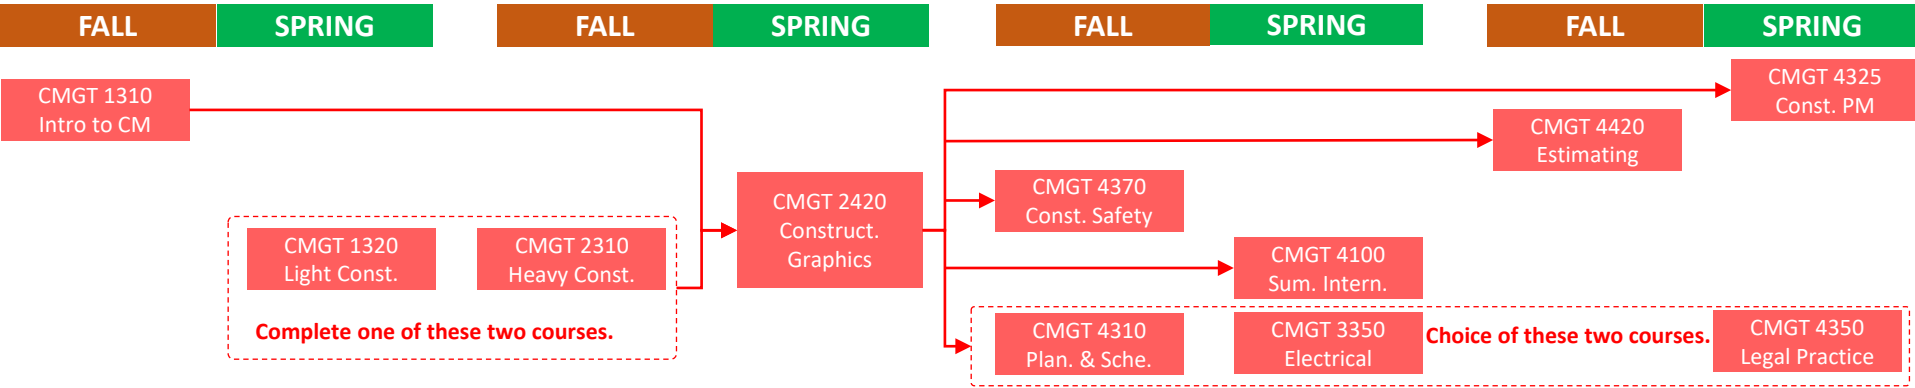 FALL
SPRING
FALL
SPRING
FALL
SPRING
FALL
SPRING
CMGT 1310
Intro to CM
CMGT 1320
Light Const.
CMGT 2310
Heavy Const.
Complete one of these two courses.
CMGT 2420
Construct.
Graphics
CMGT 4325
Const. PM
CMGT 4420
Estimating
CMGT 4370
Const. Safety
CMGT 4100
Sum. Intern.
CMGT 4310
Plan. & Sche.
CMGT 3350
Electrical
Choice of these two courses.
CMGT 4350
Legal Practice